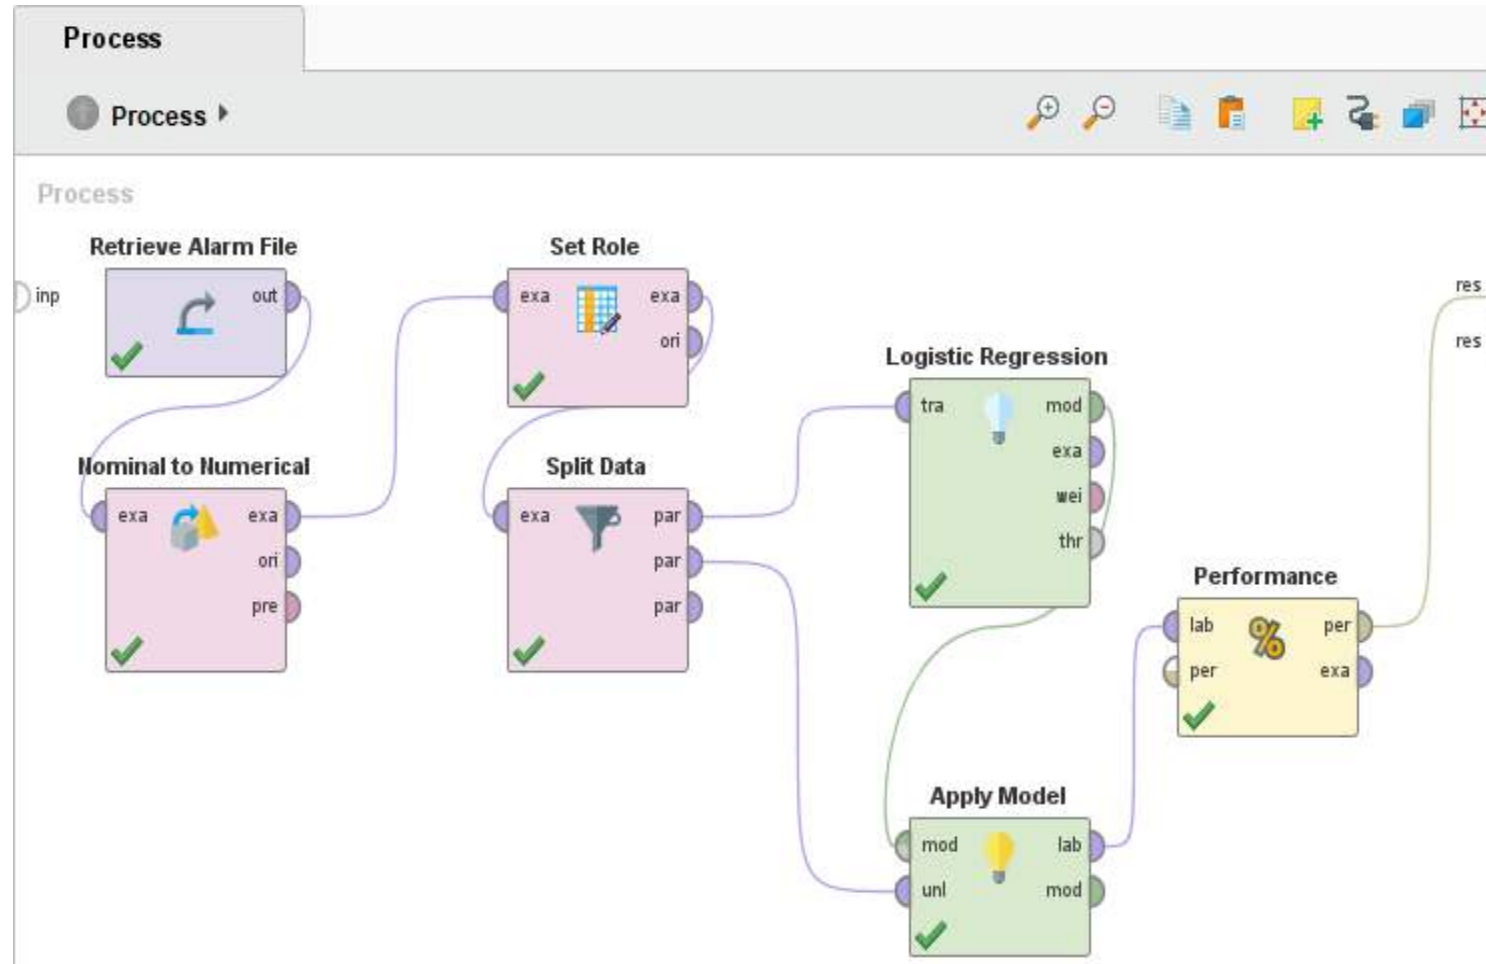 Process
Process
Process
Retrieve Alarm File
inp
out
Nominal to Numerical
exa
exa
ori
pre
Set Role
exa
exa
ori
Split Data
exa
par
par
par
Logistic Regression
tra
mod
exa
wei
thr
Apply Model
mod
lab
unl
mod
Performance
lab
per
per
exa
res
res